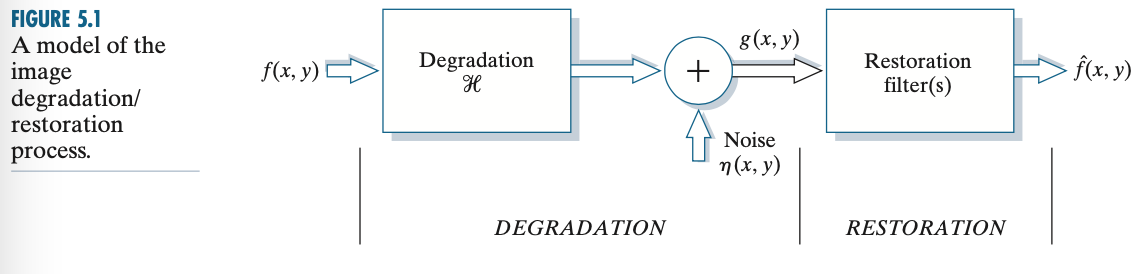 FIGURE 5.1
A model of the
image
degradation/
restoration
process.
f(x, y)
Degradation
ℋ
+
g(x, y)
Noise
η(x, y)
Restoration
filter(s)
f̂(x, y)
DEGRADATION
RESTORATION